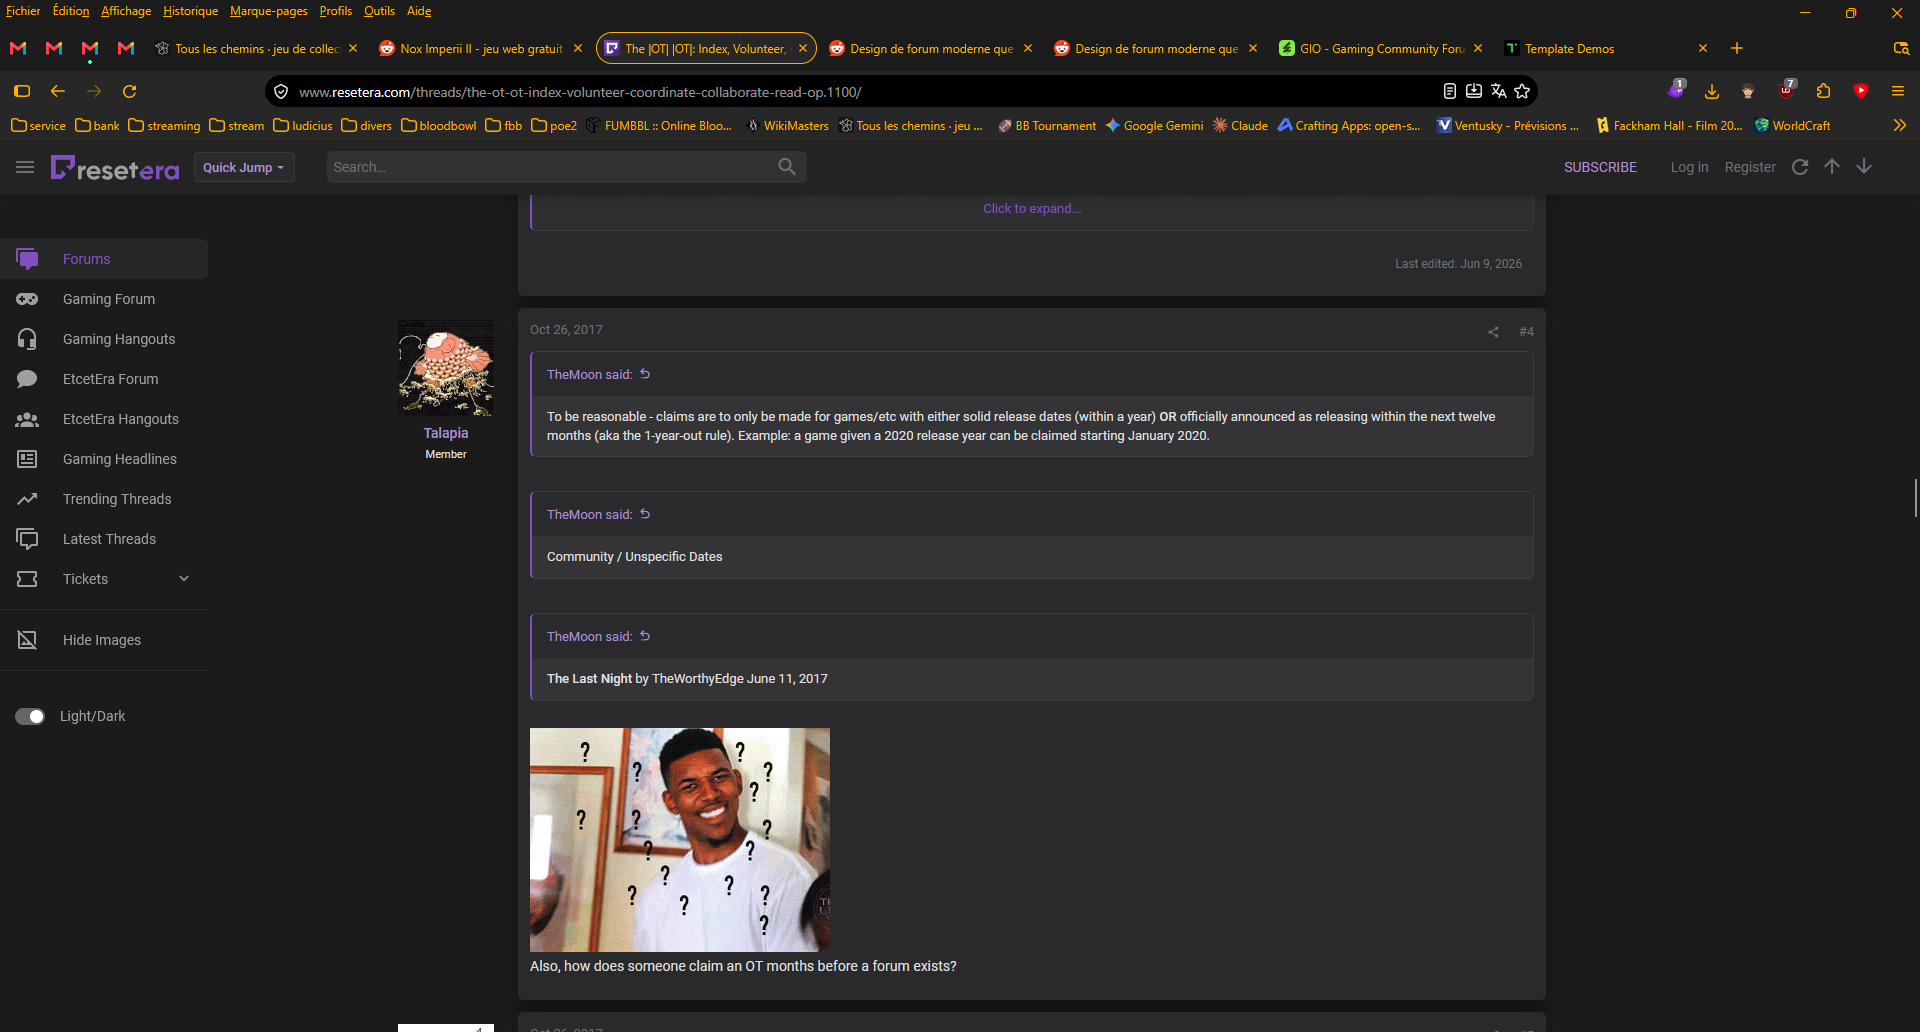 Fichier Édition Affichage Historique Marque-pages Profils Outils Aide
Tous les chemins · jeu de collec
Nox Imperii II - jeu web gratuit
The |OT| |OT|: Index, Volunteer,
Design de forum moderne que
Design de forum moderne que
GIO - Gaming Community Foru
Template Demos
www.resetera.com/threads/the-ot-ot-index-volunteer-coordinate-collaborate-read-op.1100/
1
7
service bank streaming stream ludicius divers bloodbowl fbb poe2 FUMBBL :: Online Bloo... WikiMasters Tous les chemins · jeu ... BB Tournament Google Gemini Claude Crafting Apps: open-s... Ventusky - Prévisions ... Fackham Hall - Film 20... WorldCraft
resetera
Quick Jump
Search...
SUBSCRIBE
Log in
Register
Forums
Gaming Forum
Gaming Hangouts
EtcetEra Forum
EtcetEra Hangouts
Gaming Headlines
Trending Threads
Latest Threads
Tickets
Hide Images
Light/Dark
Click to expand...
Last edited: Jun 9, 2026
Talapia
Member
Oct 26, 2017
#4
TheMoon said:
To be reasonable - claims are to only be made for games/etc with either solid release dates (within a year) OR officially announced as releasing within the next twelve
months (aka the 1-year-out rule). Example: a game given a 2020 release year can be claimed starting January 2020.
TheMoon said:
Community / Unspecific Dates
TheMoon said:
The Last Night by TheWorthyEdge June 11, 2017
? ? ? ? ? ? ? ? ? ? ? ? ? ? ? ?
Also, how does someone claim an OT months before a forum exists?